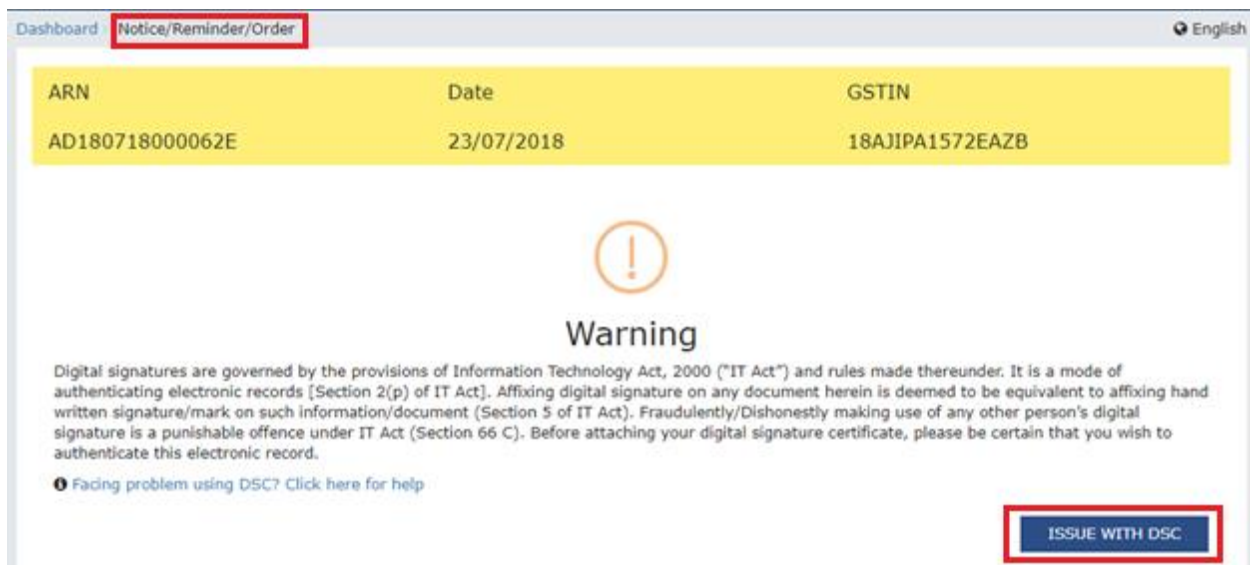 Dashboard Notice/Reminder/Order English
ARN Date GSTIN
AD180718000062E 23/07/2018 18AJIPA1572EAZB
Warning
Digital signatures are governed by the provisions of Information Technology Act, 2000 ("IT Act") and rules made thereunder. It is a mode of
authenticating electronic records [Section 2(p) of IT Act]. Affixing digital signature on any document herein is deemed to be equivalent to affixing hand
written signature/mark on such information/document (Section 5 of IT Act). Fraudulently/Dishonestly making use of any other person's digital
signature is a punishable offence under IT Act (Section 66 C). Before attaching your digital signature certificate, please be certain that you wish to
authenticate this electronic record.
Facing problem using DSC? Click here for help
ISSUE WITH DSC